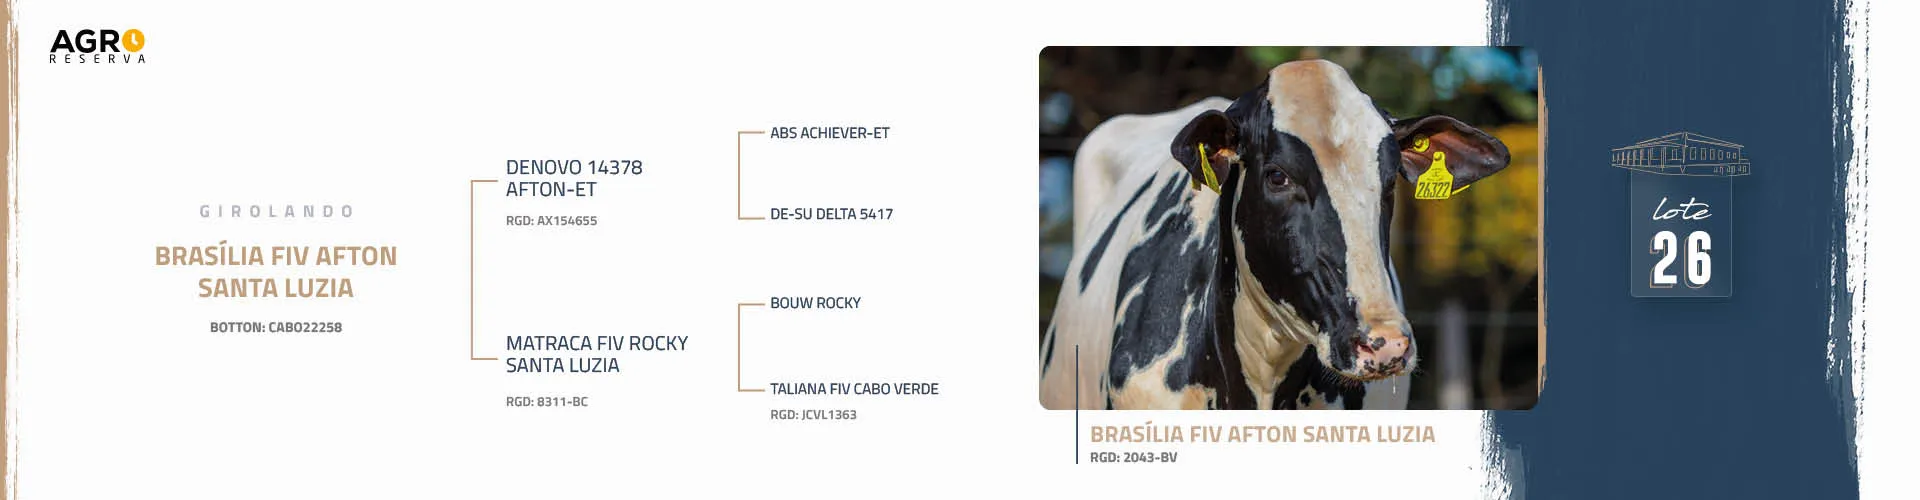 AGRO
RESERVA
GIROLANDO
BRASÍLIA FIV AFTON
SANTA LUZIA
BOTTON: CABO22258
DENOVO 14378
AFTON-ET
RGD: AX154655
MATRACA FIV ROCKY
SANTA LUZIA
RGD: 8311-BC
ABS ACHIEVER-ET
DE-SU DELTA 5417
BOUW ROCKY
TALIANA FIV CABO VERDE
RGD: JCVL1363
26322
BRASÍLIA FIV AFTON SANTA LUZIA
RGD: 2043-BV
lote
26